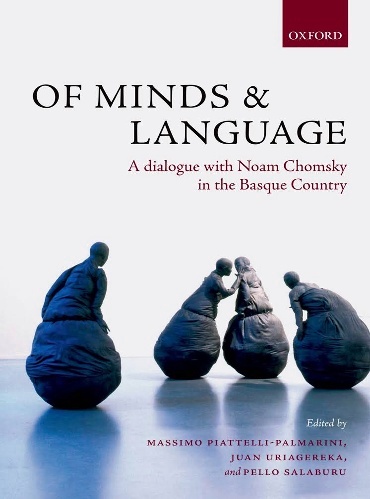 OXFORD
OF MINDS &
LANGUAGE
A dialogue with Noam Chomsky
in the Basque Country
Edited by
MASSIMO PIATTELLI-PALMARINI,
JUAN URIAGEREKA,
and PELLO SALABURU